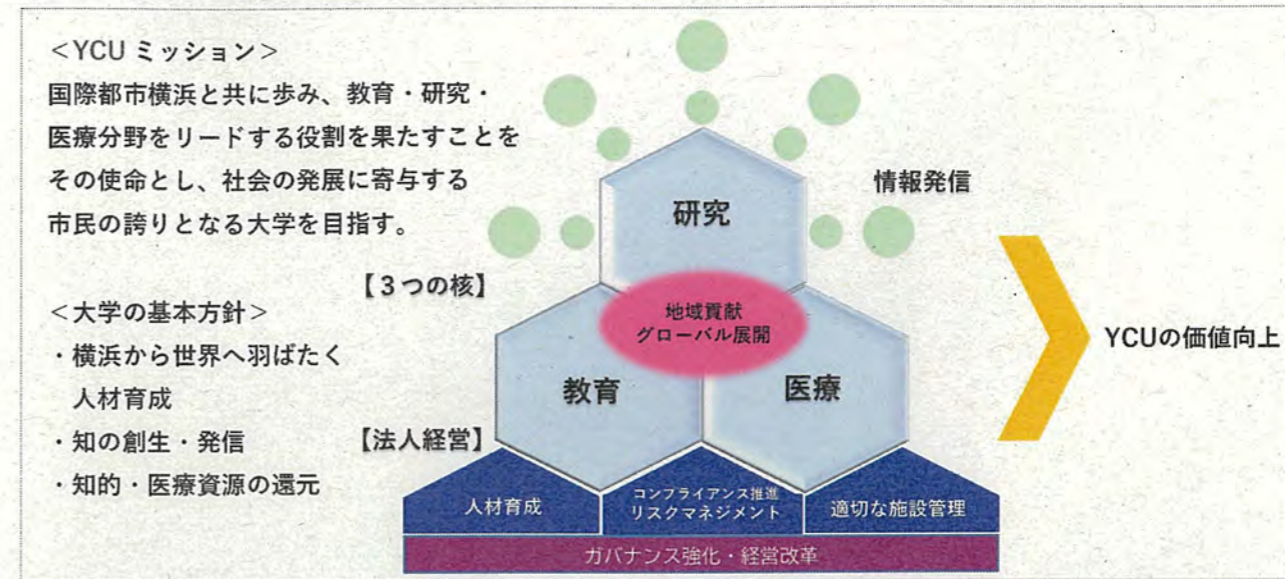 <YCU ミッション>
国際都市横浜と共に歩み、教育・研究・
医療分野をリードする役割を果たすことを
その使命とし、社会の発展に寄与する
市民の誇りとなる大学を目指す。
<大学の基本方針>
・横浜から世界へ羽ばたく
人材育成
・知の創生・発信
・知的・医療資源の還元
【3つの核】
【法人経営】
研究
情報発信
地域貢献
グローバル展開
教育
医療
人材育成
コンプライアンス推進
リスクマネジメント
適切な施設管理
ガバナンス強化・経営改革
YCUの価値向上